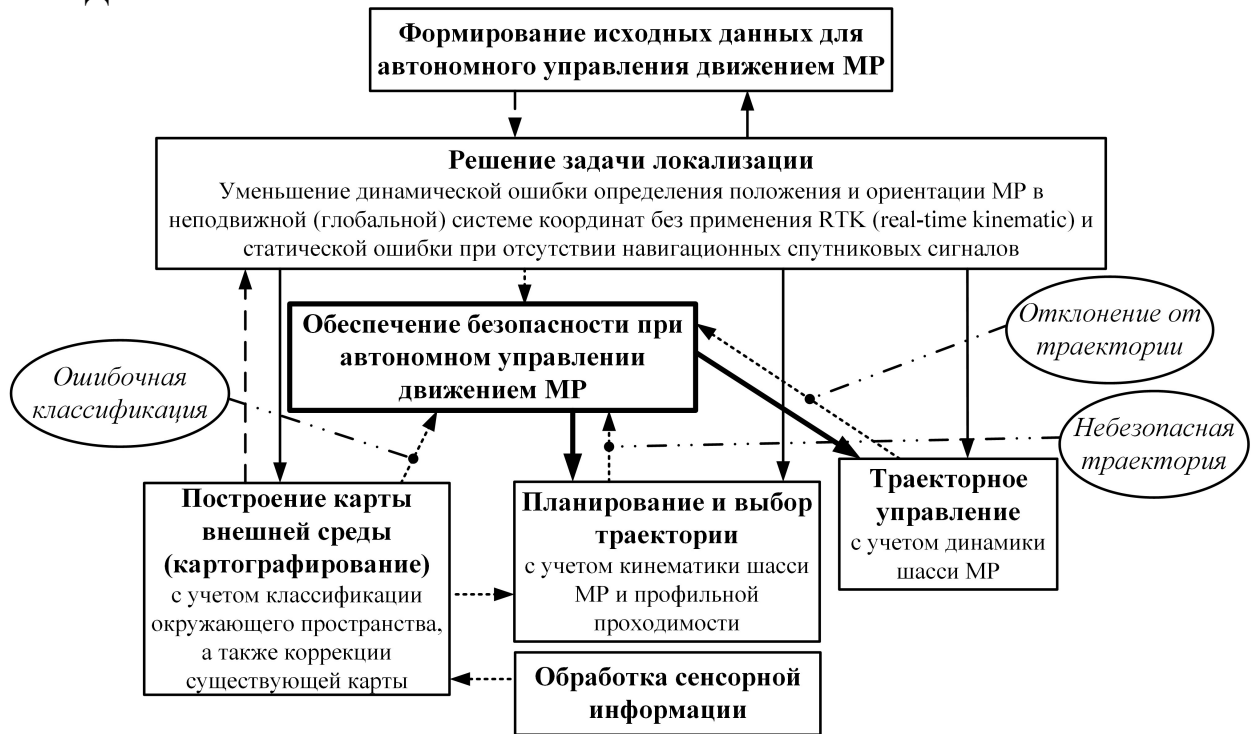 Формирование исходных данных для
автономного управления движением МР
Решение задачи локализации
Уменьшение динамической ошибки определения положения и ориентации МР в
неподвижной (глобальной) системе координат без применения RTK (real-time kinematic) и
статической ошибки при отсутствии навигационных спутниковых сигналов
Обеспечение безопасности при
автономном управлении
движением МР
Отклонение от
траектории
Ошибочная
классификация
Небезопасная
траектория
Построение карты
внешней среды
(картографирование)
с учетом классификации
окружающего пространства,
а также коррекции
существующей карты
Планирование и выбор
траектории
с учетом кинематики шасси
МР и профильной
проходимости
Траекторное
управление
с учетом динамики
шасси МР
Обработка сенсорной
информации